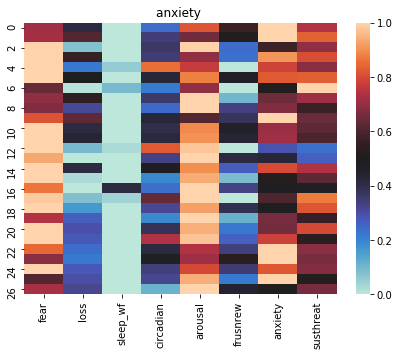 anxiety
0
2
4
6
8
10
12
14
16
18
20
22
24
26
fear
loss
sleep_wf
circadian
arousal
frusnrew
anxiety
susthreat
1.0
0.8
0.6
0.4
0.2
0.0